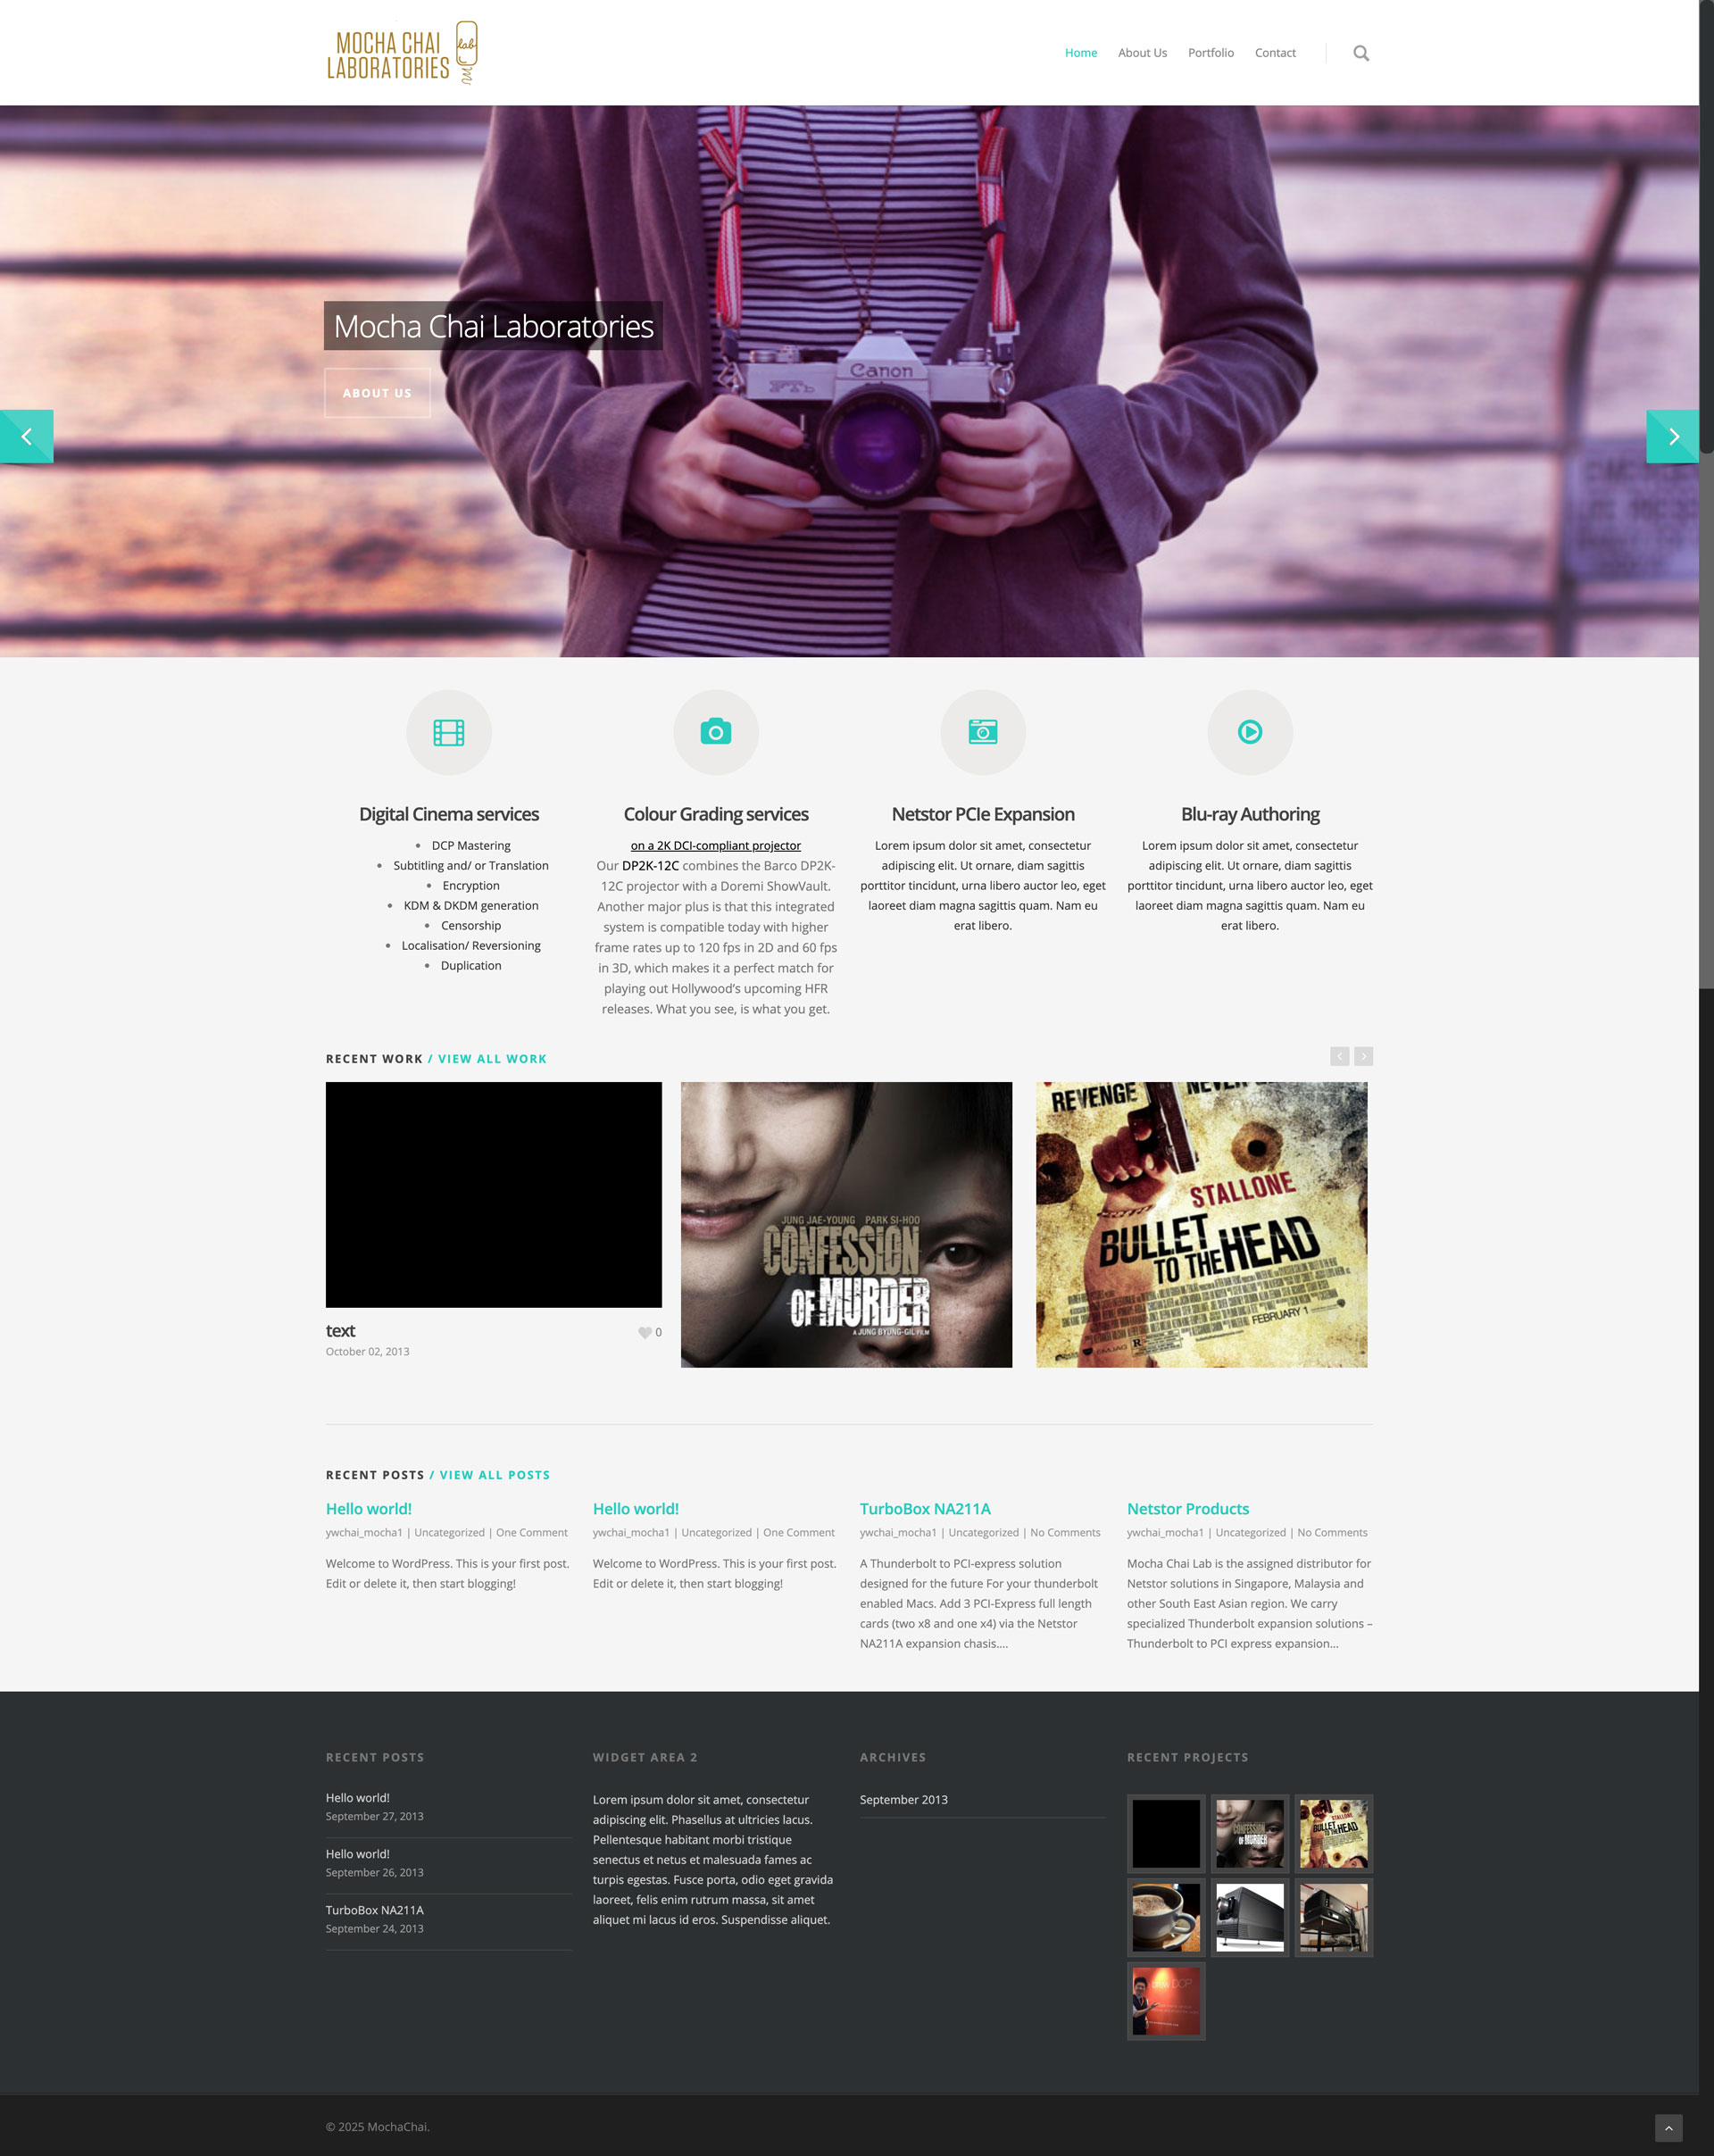 MOCHA CHAI
LABORATORIES
lab
Home
About Us
Portfolio
Contact
Canon
FTb
Mocha Chai Laboratories
ABOUT US
Digital Cinema services
DCP Mastering
Subtitling and/ or Translation
Encryption
KDM & DKDM generation
Censorship
Localisation/ Reversioning
Duplication
Colour Grading services
on a 2K DCI-compliant projector
Our DP2K-12C combines the Barco DP2K-
12C projector with a Doremi ShowVault.
Another major plus is that this integrated
system is compatible today with higher
frame rates up to 120 fps in 2D and 60 fps
in 3D, which makes it a perfect match for
playing out Hollywood’s upcoming HFR
releases. What you see, is what you get.
Netstor PCIe Expansion
Lorem ipsum dolor sit amet, consectetur
adipiscing elit. Ut ornare, diam sagittis
porttitor tincidunt, urna libero auctor leo, eget
laoreet diam magna sagittis quam. Nam eu
erat libero.
Blu-ray Authoring
Lorem ipsum dolor sit amet, consectetur
adipiscing elit. Ut ornare, diam sagittis
porttitor tincidunt, urna libero auctor leo, eget
laoreet diam magna sagittis quam. Nam eu
erat libero.
RECENT WORK / VIEW ALL WORK
text
0
October 02, 2013
JUNG JAE-YOUNG PARK SI-HOO
CONFESSION
OF MURDER
A JUNG BYUNG-GIL FILM
REVENGE NEVER
STALLONE
BULLET
TO THE HEAD
FEBRUARY 1
R
RECENT POSTS / VIEW ALL POSTS
Hello world!
ywchai_mocha1 | Uncategorized | One Comment
Welcome to WordPress. This is your first post.
Edit or delete it, then start blogging!
Hello world!
ywchai_mocha1 | Uncategorized | One Comment
Welcome to WordPress. This is your first post.
Edit or delete it, then start blogging!
TurboBox NA211A
ywchai_mocha1 | Uncategorized | No Comments
A Thunderbolt to PCI-express solution
designed for the future For your thunderbolt
enabled Macs. Add 3 PCI-Express full length
cards (two x8 and one x4) via the Netstor
NA211A expansion chasis....
Netstor Products
ywchai_mocha1 | Uncategorized | No Comments
Mocha Chai Lab is the assigned distributor for
Netstor solutions in Singapore, Malaysia and
other South East Asian region. We carry
specialized Thunderbolt expansion solutions –
Thunderbolt to PCI express expansion...
RECENT POSTS
Hello world!
September 27, 2013
Hello world!
September 26, 2013
TurboBox NA211A
September 24, 2013
WIDGET AREA 2
Lorem ipsum dolor sit amet, consectetur
adipiscing elit. Phasellus at ultricies lacus.
Pellentesque habitant morbi tristique
senectus et netus et malesuada fames ac
turpis egestas. Fusce porta, odio eget gravida
laoreet, felis enim rutrum massa, sit amet
aliquet mi lacus id eros. Suspendisse aliquet.
ARCHIVES
September 2013
RECENT PROJECTS
CONFESSION
OF MURDER
STALLONE
BULLET
TO THE HEAD
DCP
© 2025 MochaChai.